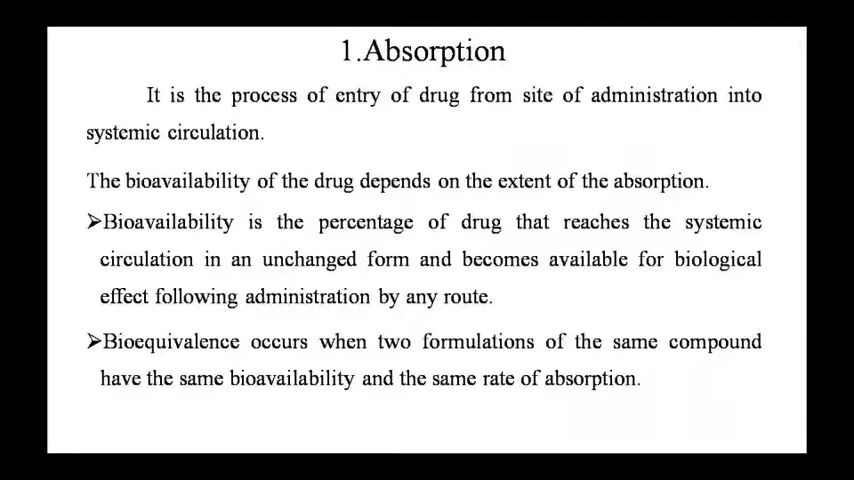 1.Absorption
It is the process of entry of drug from site of administration into
systemic circulation.
The bioavailability of the drug depends on the extent of the absorption.
➢Bioavailability is the percentage of drug that reaches the systemic
circulation in an unchanged form and becomes available for biological
effect following administration by any route.
➢Bioequivalence occurs when two formulations of the same compound
have the same bioavailability and the same rate of absorption.